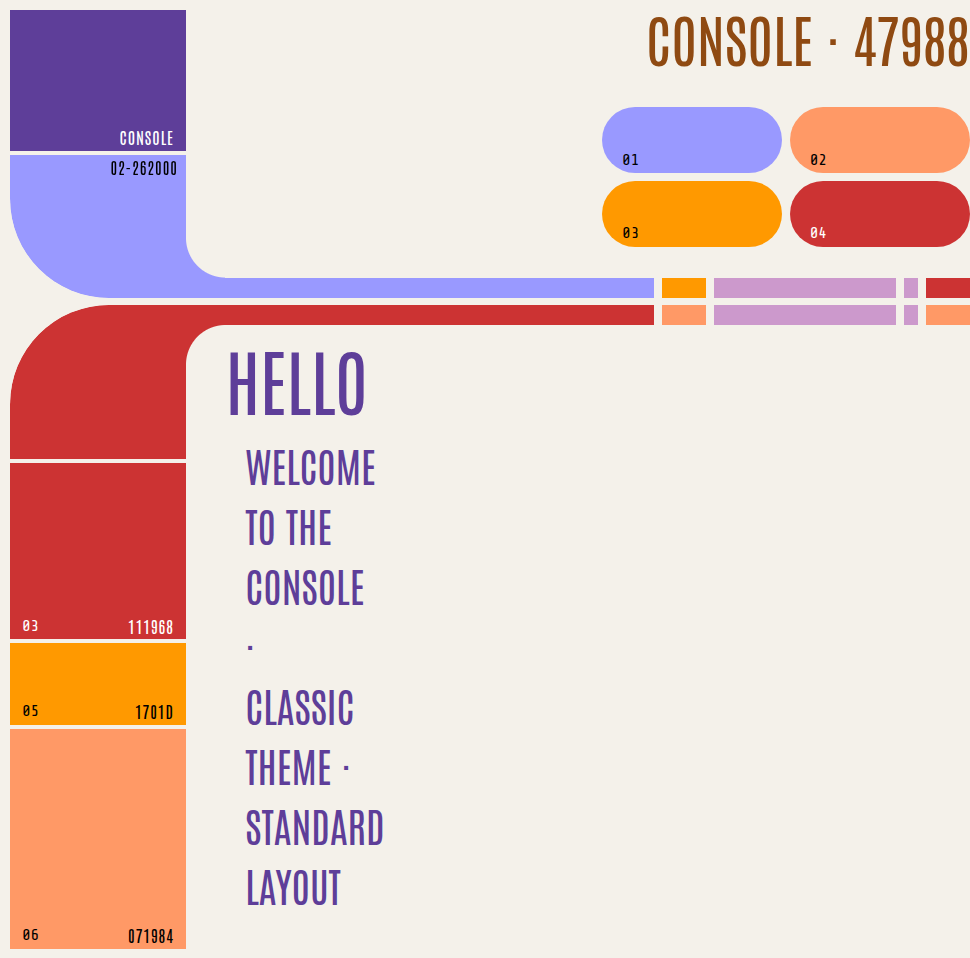 CONSOLE
02-262000
CONSOLE · 47988
01
02
03
04
HELLO
WELCOME
TO THE
CONSOLE
·
CLASSIC
THEME ·
STANDARD
LAYOUT
03 111968
05 1701D
06 071984